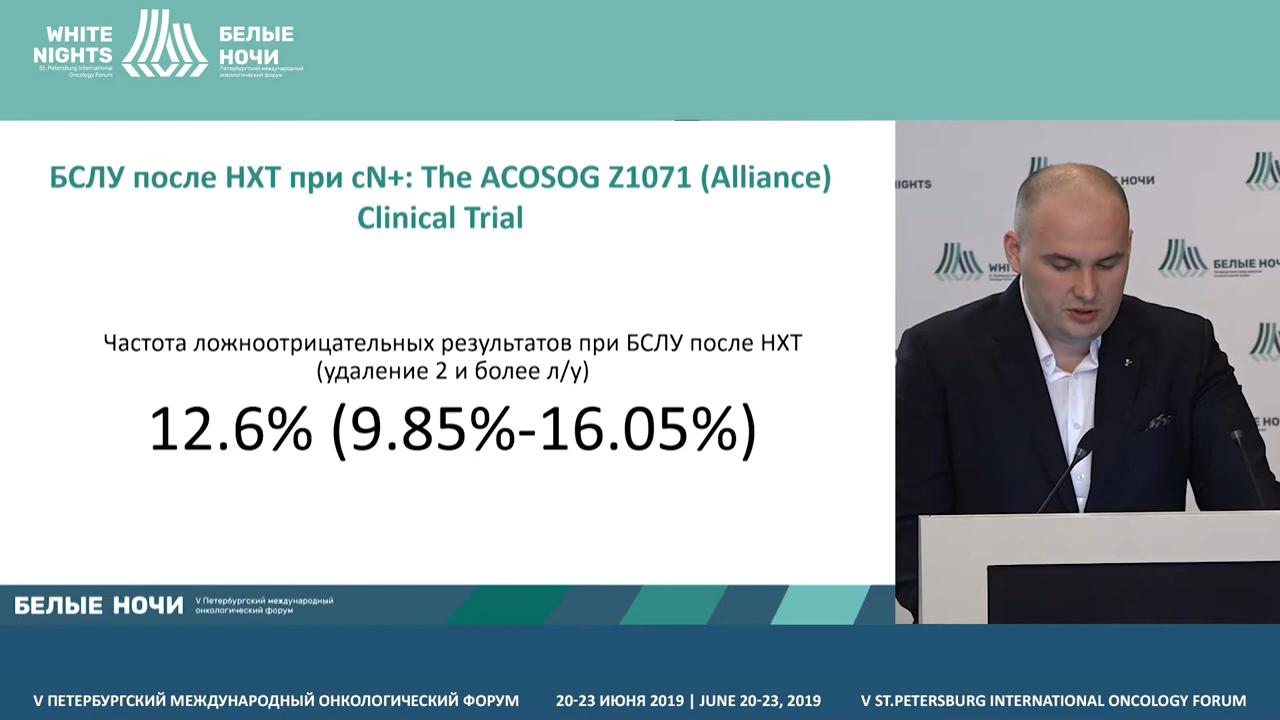 WHITE
NIGHTS
St. Petersburg International
Oncology Forum
БЕЛЫЕ
НОЧИ
Петербургский международный
онкологический форум
БСЛУ после НХТ при cN+: The ACOSOG Z1071 (Alliance)
Clinical Trial
Частота ложноотрицательных результатов при БСЛУ после НХТ
(удаление 2 и более л/у)
12.6% (9.85%-16.05%)
БЕЛЫЕ НОЧИ
V Петербургский международный
онкологический форум
IGHTS
Е НОЧИ
WHI
БЕЛЫЕ НОЧ
V ПЕТЕРБУРГСКИЙ МЕЖДУНАРОДНЫЙ ОНКОЛОГИЧЕСКИЙ ФОРУМ
20-23 ИЮНЯ 2019 | JUNE 20-23, 2019
V ST.PETERSBURG INTERNATIONAL ONCOLOGY FORUM